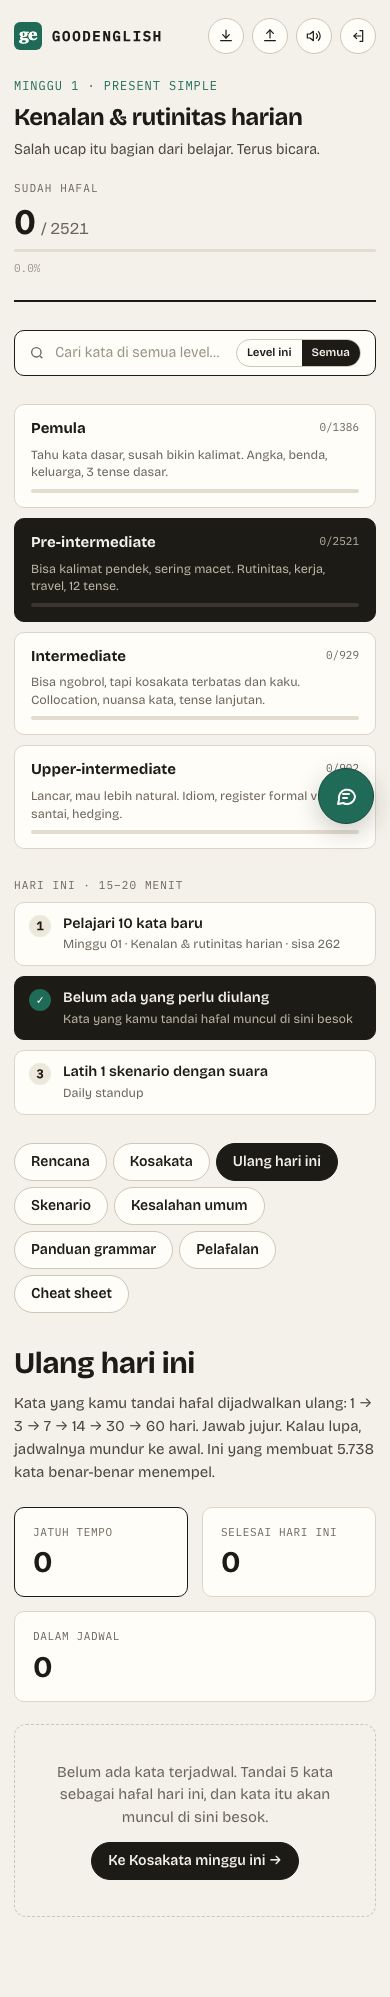 ge GOODENGLISH
MINGGU 1 · PRESENT SIMPLE
Kenalan & rutinitas harian
Salah ucap itu bagian dari belajar. Terus bicara.
SUDAH HAFAL
0 / 2521
0.0%
Cari kata di semua level... Level ini Semua
Pemula 0/1386
Tahu kata dasar, susah bikin kalimat. Angka, benda,
keluarga, 3 tense dasar.
Pre-intermediate 0/2521
Bisa kalimat pendek, sering macet. Rutinitas, kerja,
travel, 12 tense.
Intermediate 0/929
Bisa ngobrol, tapi kosakata terbatas dan kaku.
Collocation, nuansa kata, tense lanjutan.
Upper-intermediate 0/902
Lancar, mau lebih natural. Idiom, register formal
santai, hedging.
HARI INI · 15–20 MENIT
1 Pelajari 10 kata baru
Minggu 01 · Kenalan & rutinitas harian · sisa 262
✓ Belum ada yang perlu diulang
Kata yang kamu tandai hafal muncul di sini besok
3 Latih 1 skenario dengan suara
Daily standup
Rencana Kosakata Ulang hari ini
Skenario Kesalahan umum
Panduan grammar Pelafalan
Cheat sheet
Ulang hari ini
Kata yang kamu tandai hafal dijadwalkan ulang: 1 →
3 → 7 → 14 → 30 → 60 hari. Jawab jujur. Kalau lupa,
jadwalnya mundur ke awal. Ini yang membuat 5.738
kata benar-benar menempel.
JATUH TEMPO SELESAI HARI INI
0 0
DALAM JADWAL
0
Belum ada kata terjadwal. Tandai 5 kata
sebagai hafal hari ini, dan kata itu akan
muncul di sini besok.
Ke Kosakata minggu ini →